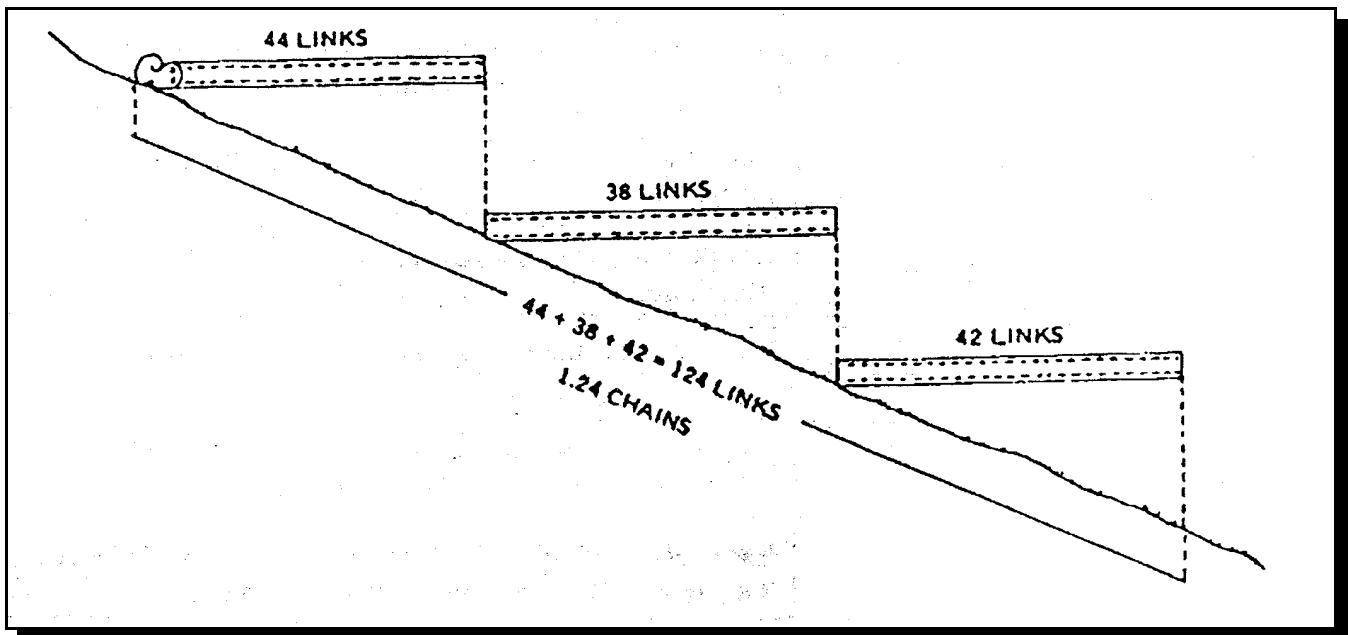 44 LINKS
38 LINKS
42 LINKS
44 + 38 + 42 = 124 LINKS
1.24 CHAINS